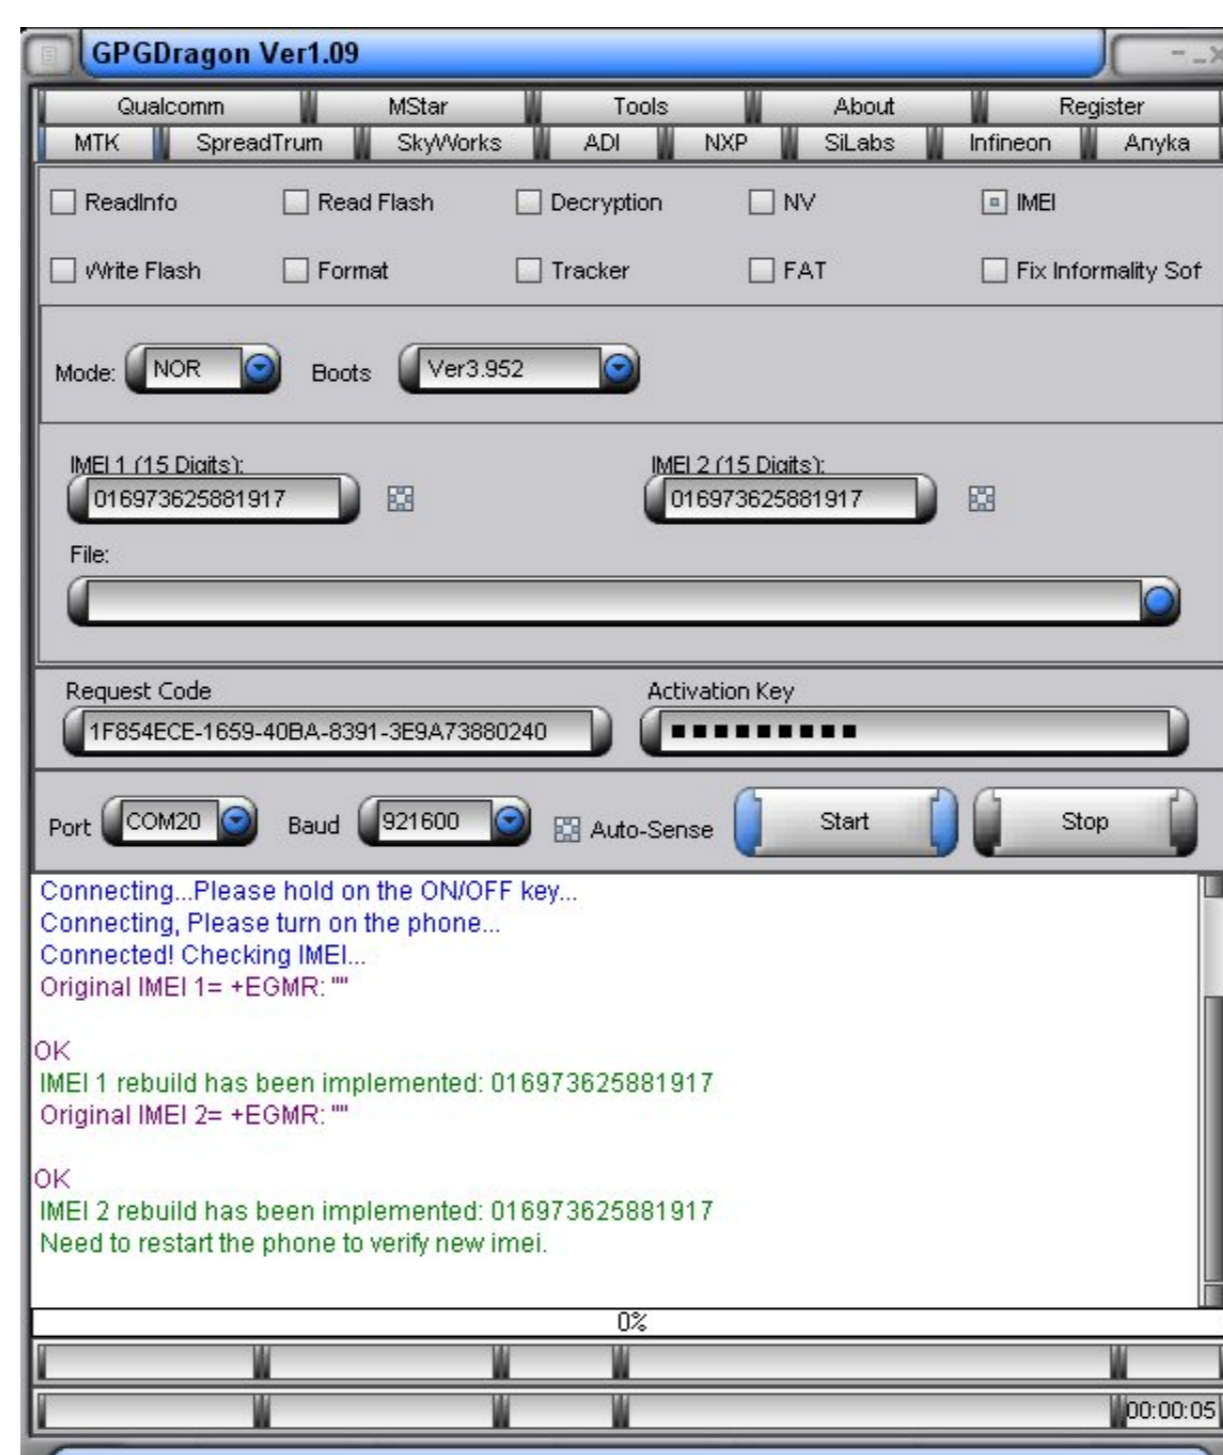 GPGDragon Ver1.09
Qualcomm MStar Tools About Register
MTK SpreadTrum SkyWorks ADI NXP SiLabs Infineon Anyka
ReadInfo Read Flash Decryption NV IMEI
Write Flash Format Tracker FAT Fix Informality Sof
Mode: NOR Boots Ver3.952
IMEI 1 (15 Digits): IMEI 2 (15 Digits):
016973625881917 016973625881917
File:
Request Code Activation Key
1F854ECE-1659-40BA-8391-3E9A73880240
Port COM20 Baud 921600 Auto-Sense Start Stop
Connecting...Please hold on the ON/OFF key...
Connecting, Please turn on the phone...
Connected! Checking IMEI...
Original IMEI 1= +EGMR: ""
OK
IMEI 1 rebuild has been implemented: 016973625881917
Original IMEI 2= +EGMR: ""
OK
IMEI 2 rebuild has been implemented: 016973625881917
Need to restart the phone to verify new imei.
0%
00:00:05